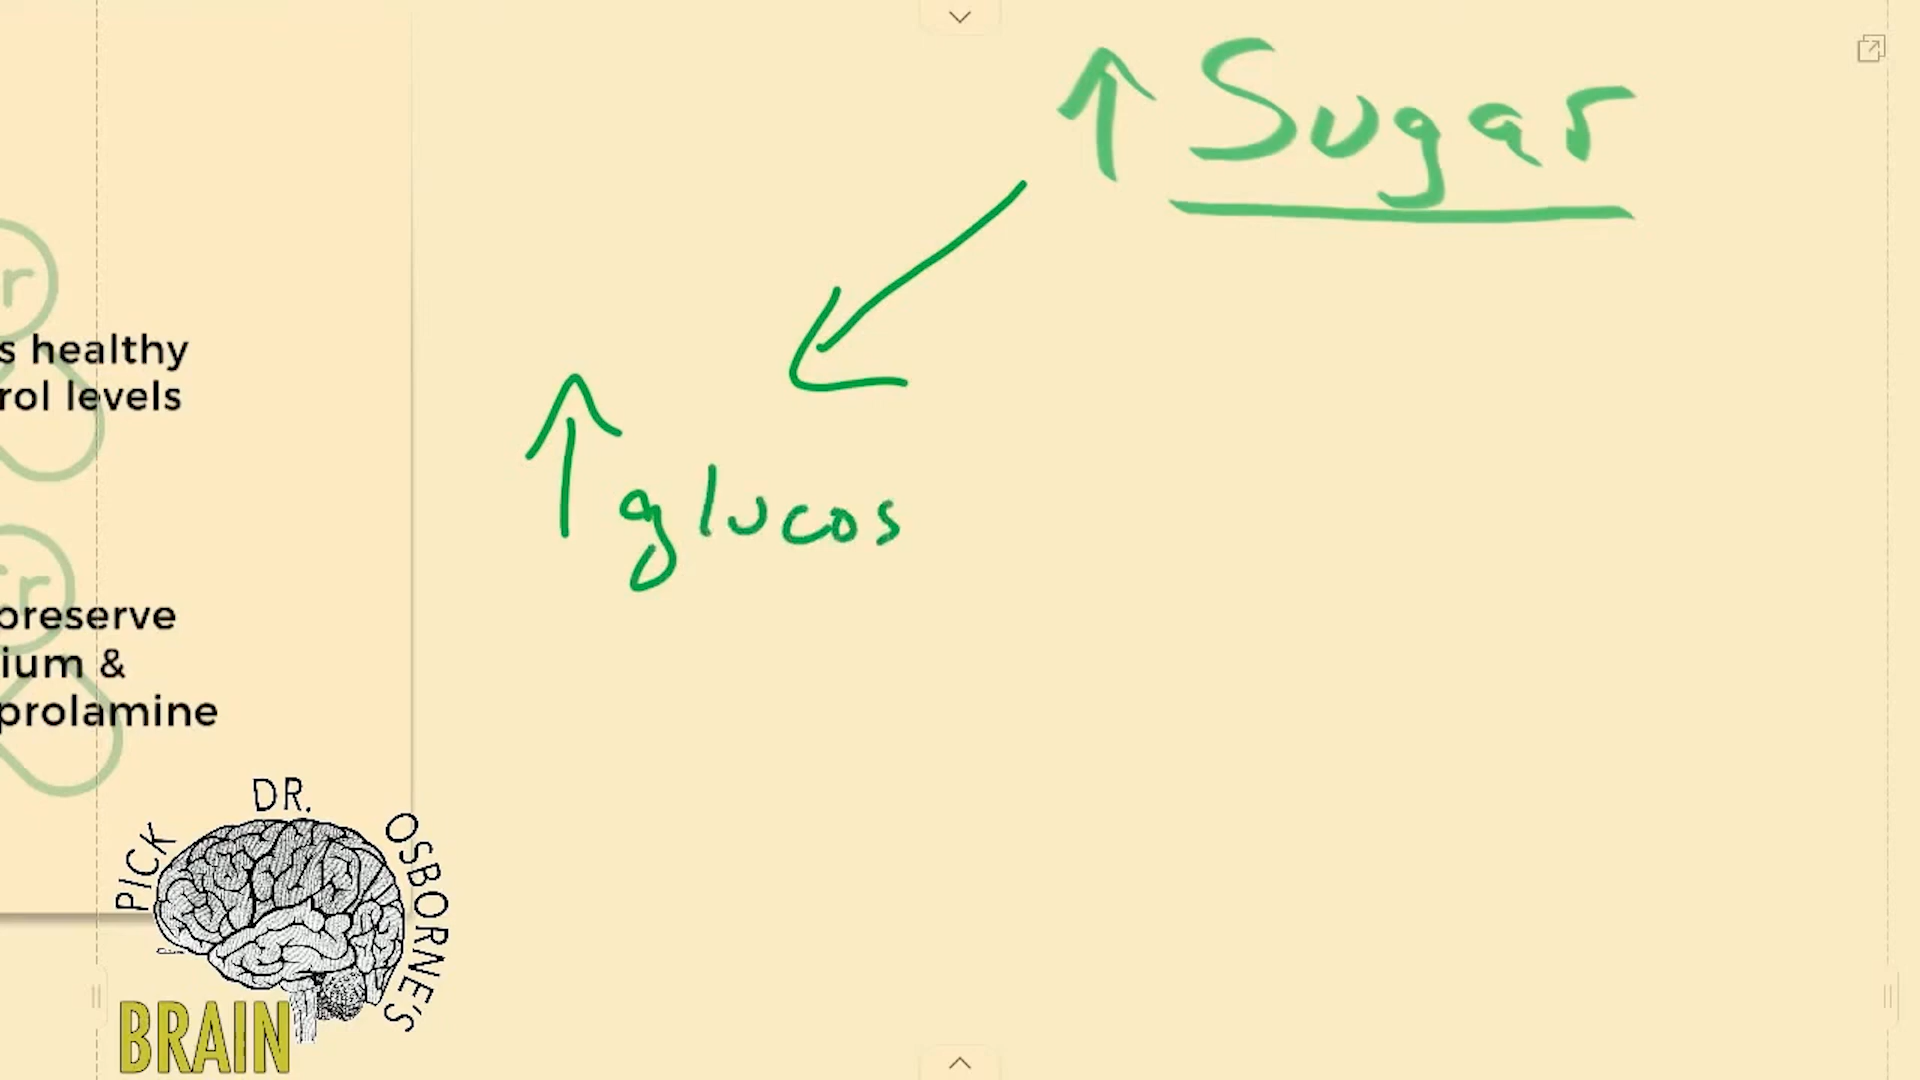 ↑ Sugar
s healthy
rol levels
↑ glucos
preserve
ium &
prolamine
PICK DR. OSBORNE'S
BRAIN